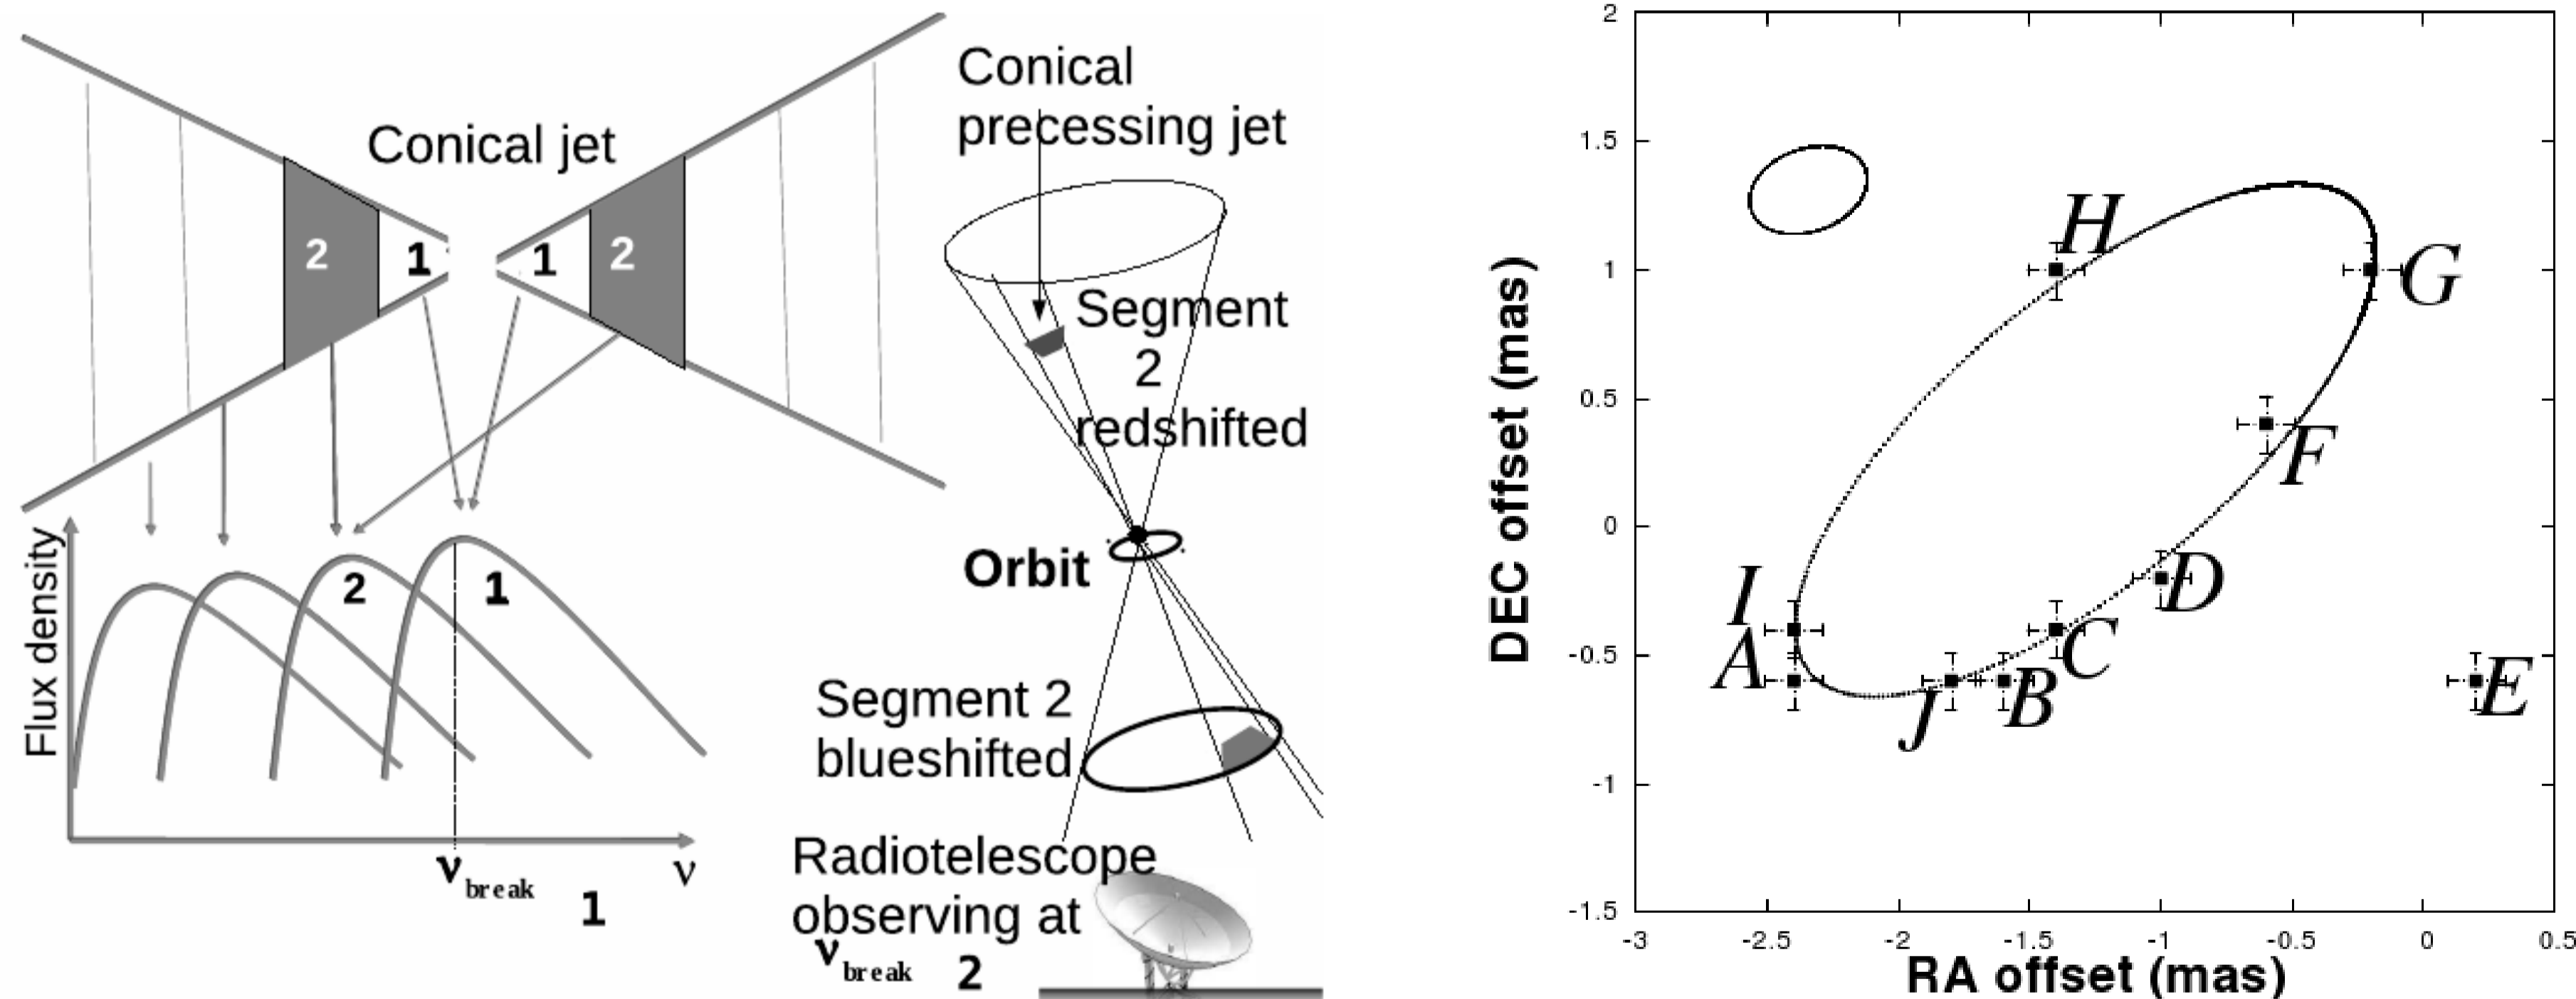 Conical jet
2
1
1
2
Flux density
2
1
ν break 1
ν
Conical
precessing jet
Segment
2
redshifted
Orbit
Segment 2
blueshifted
Radiotelescope
observing at
ν break 2
DEC offset (mas)
2
1.5
1
0.5
0
-0.5
-1
-1.5
H
G
F
I
A
D
C
J
B
E
-3
-2.5
-2
-1.5
-1
-0.5
0
0.5
RA offset (mas)